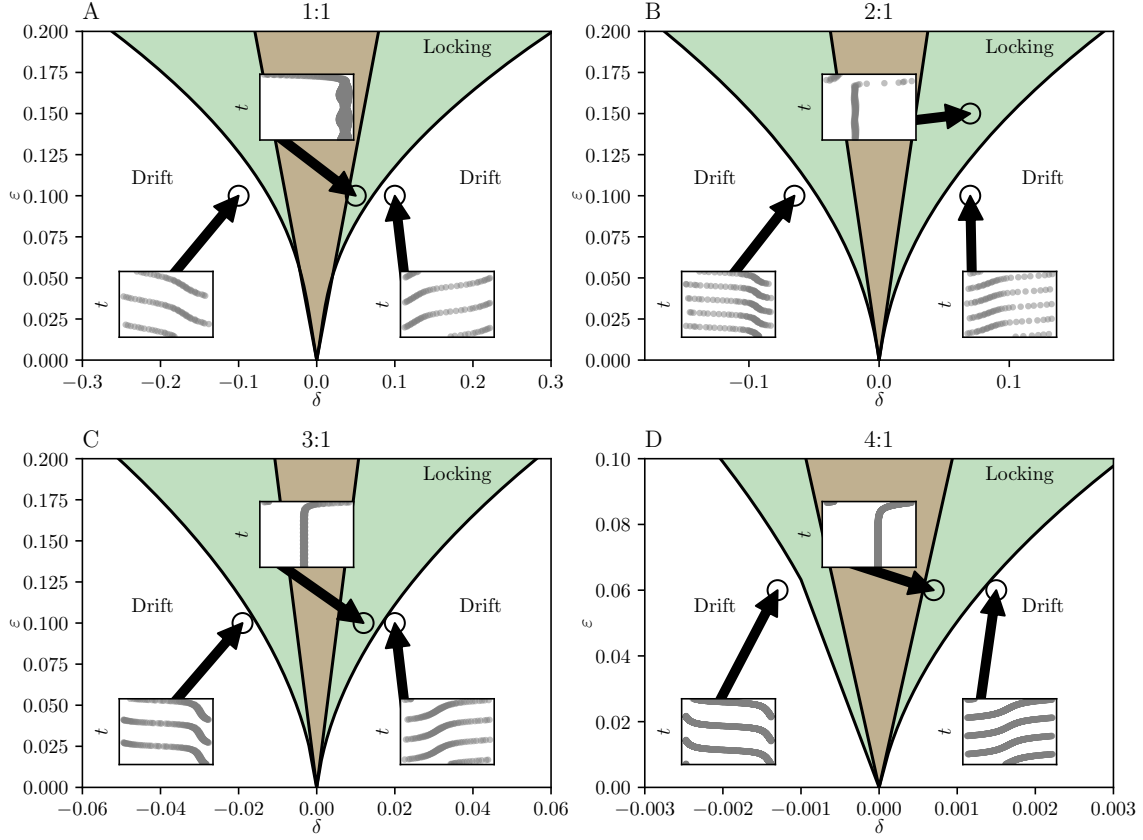 A
1:1
0.200
0.175
0.150
0.125
0.100
0.075
0.050
0.025
0.000
ε
Locking
Drift
Drift
t
t
t
−0.3
−0.2
−0.1
0.0
0.1
0.2
0.3
δ
B
2:1
0.200
0.175
0.150
0.125
0.100
0.075
0.050
0.025
0.000
ε
Locking
Drift
Drift
t
t
t
−0.1
0.0
0.1
δ
C
3:1
0.200
0.175
0.150
0.125
0.100
0.075
0.050
0.025
0.000
ε
Locking
Drift
Drift
t
t
t
−0.06
−0.04
−0.02
0.00
0.02
0.04
0.06
δ
D
4:1
0.10
0.08
0.06
0.04
0.02
0.00
ε
Locking
Drift
Drift
t
t
t
−0.003
−0.002
−0.001
0.000
0.001
0.002
0.003
δ